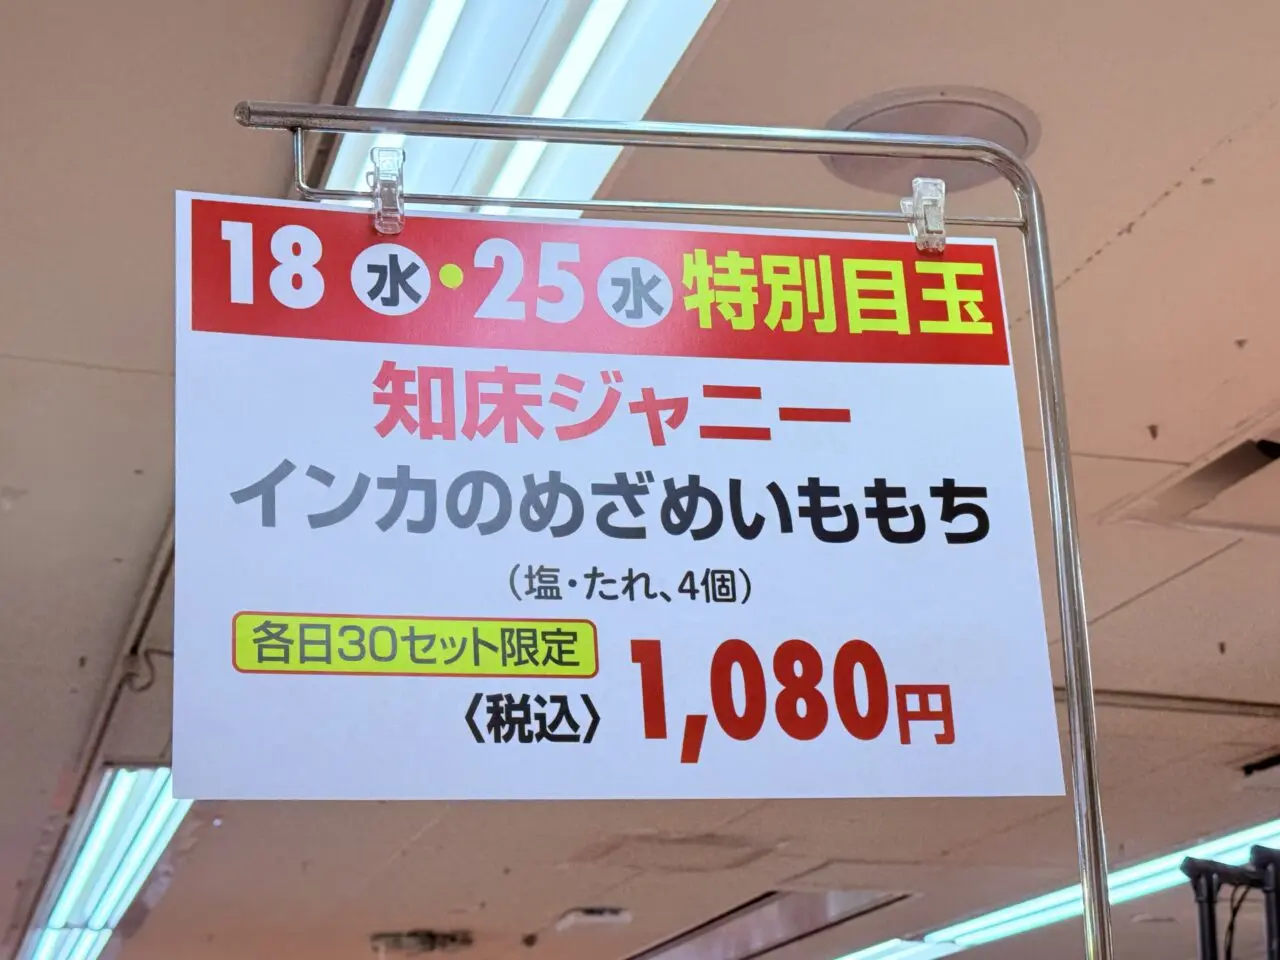 18㊌・25㊌特別目玉
知床ジャニー
インカのめざめいももち
(塩・たれ、4個)
各日30セット限定
〈税込〉1,080円